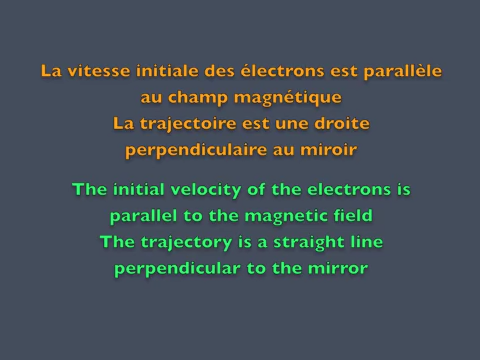 La vitesse initiale des électrons est parallèle
au champ magnétique
La trajectoire est une droite
perpendiculaire au miroir
The initial velocity of the electrons is
parallel to the magnetic field
The trajectory is a straight line
perpendicular to the mirror